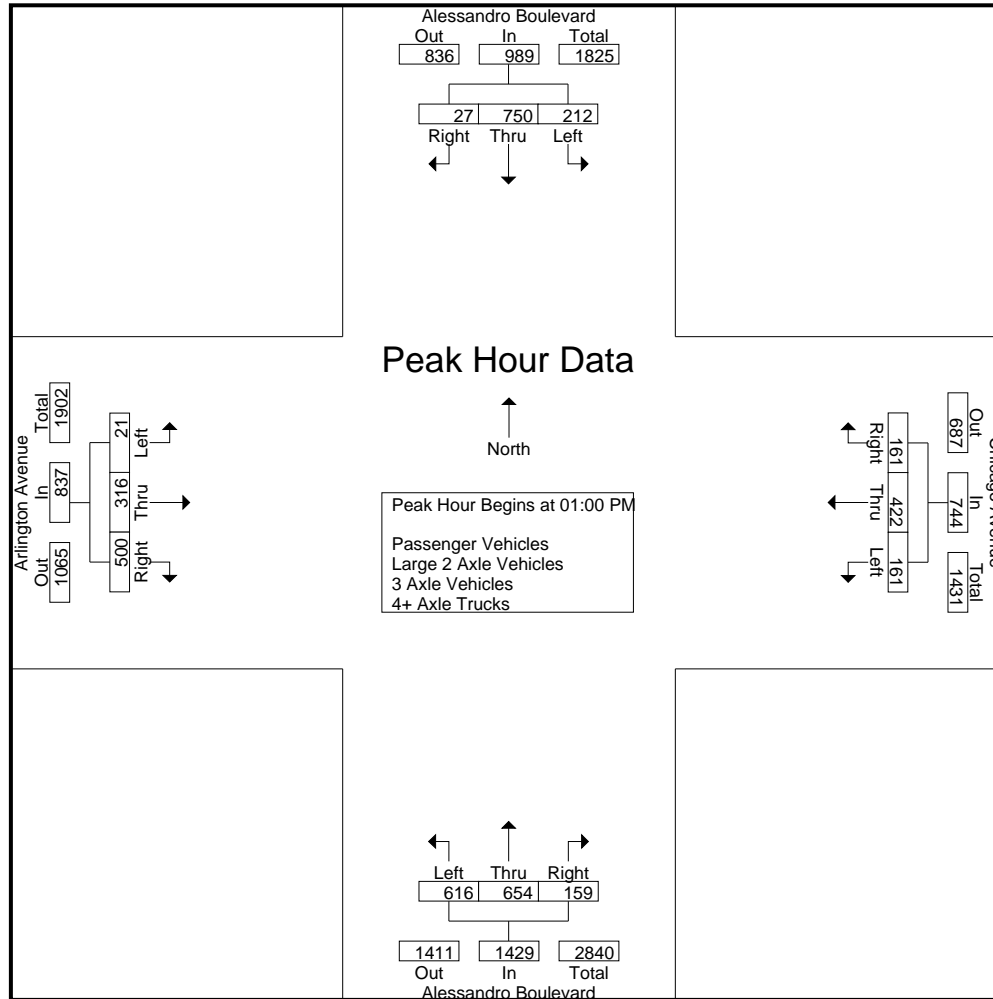 Alessandro Boulevard
Out In Total
836 989 1825
27 750 212
Right Thru Left
Peak Hour Data
North
Peak Hour Begins at 01:00 PM
Passenger Vehicles
Large 2 Axle Vehicles
3 Axle Vehicles
4+ Axle Trucks
Arlington Avenue
Out In Total
1065 837 1902
500 316 21
Right Thru Left
Out In Total
687 744 1431
161 422 161
Right Thru Left
Left Thru Right
616 654 159
1411 1429 2840
Out In Total
Alessandro Boulevard